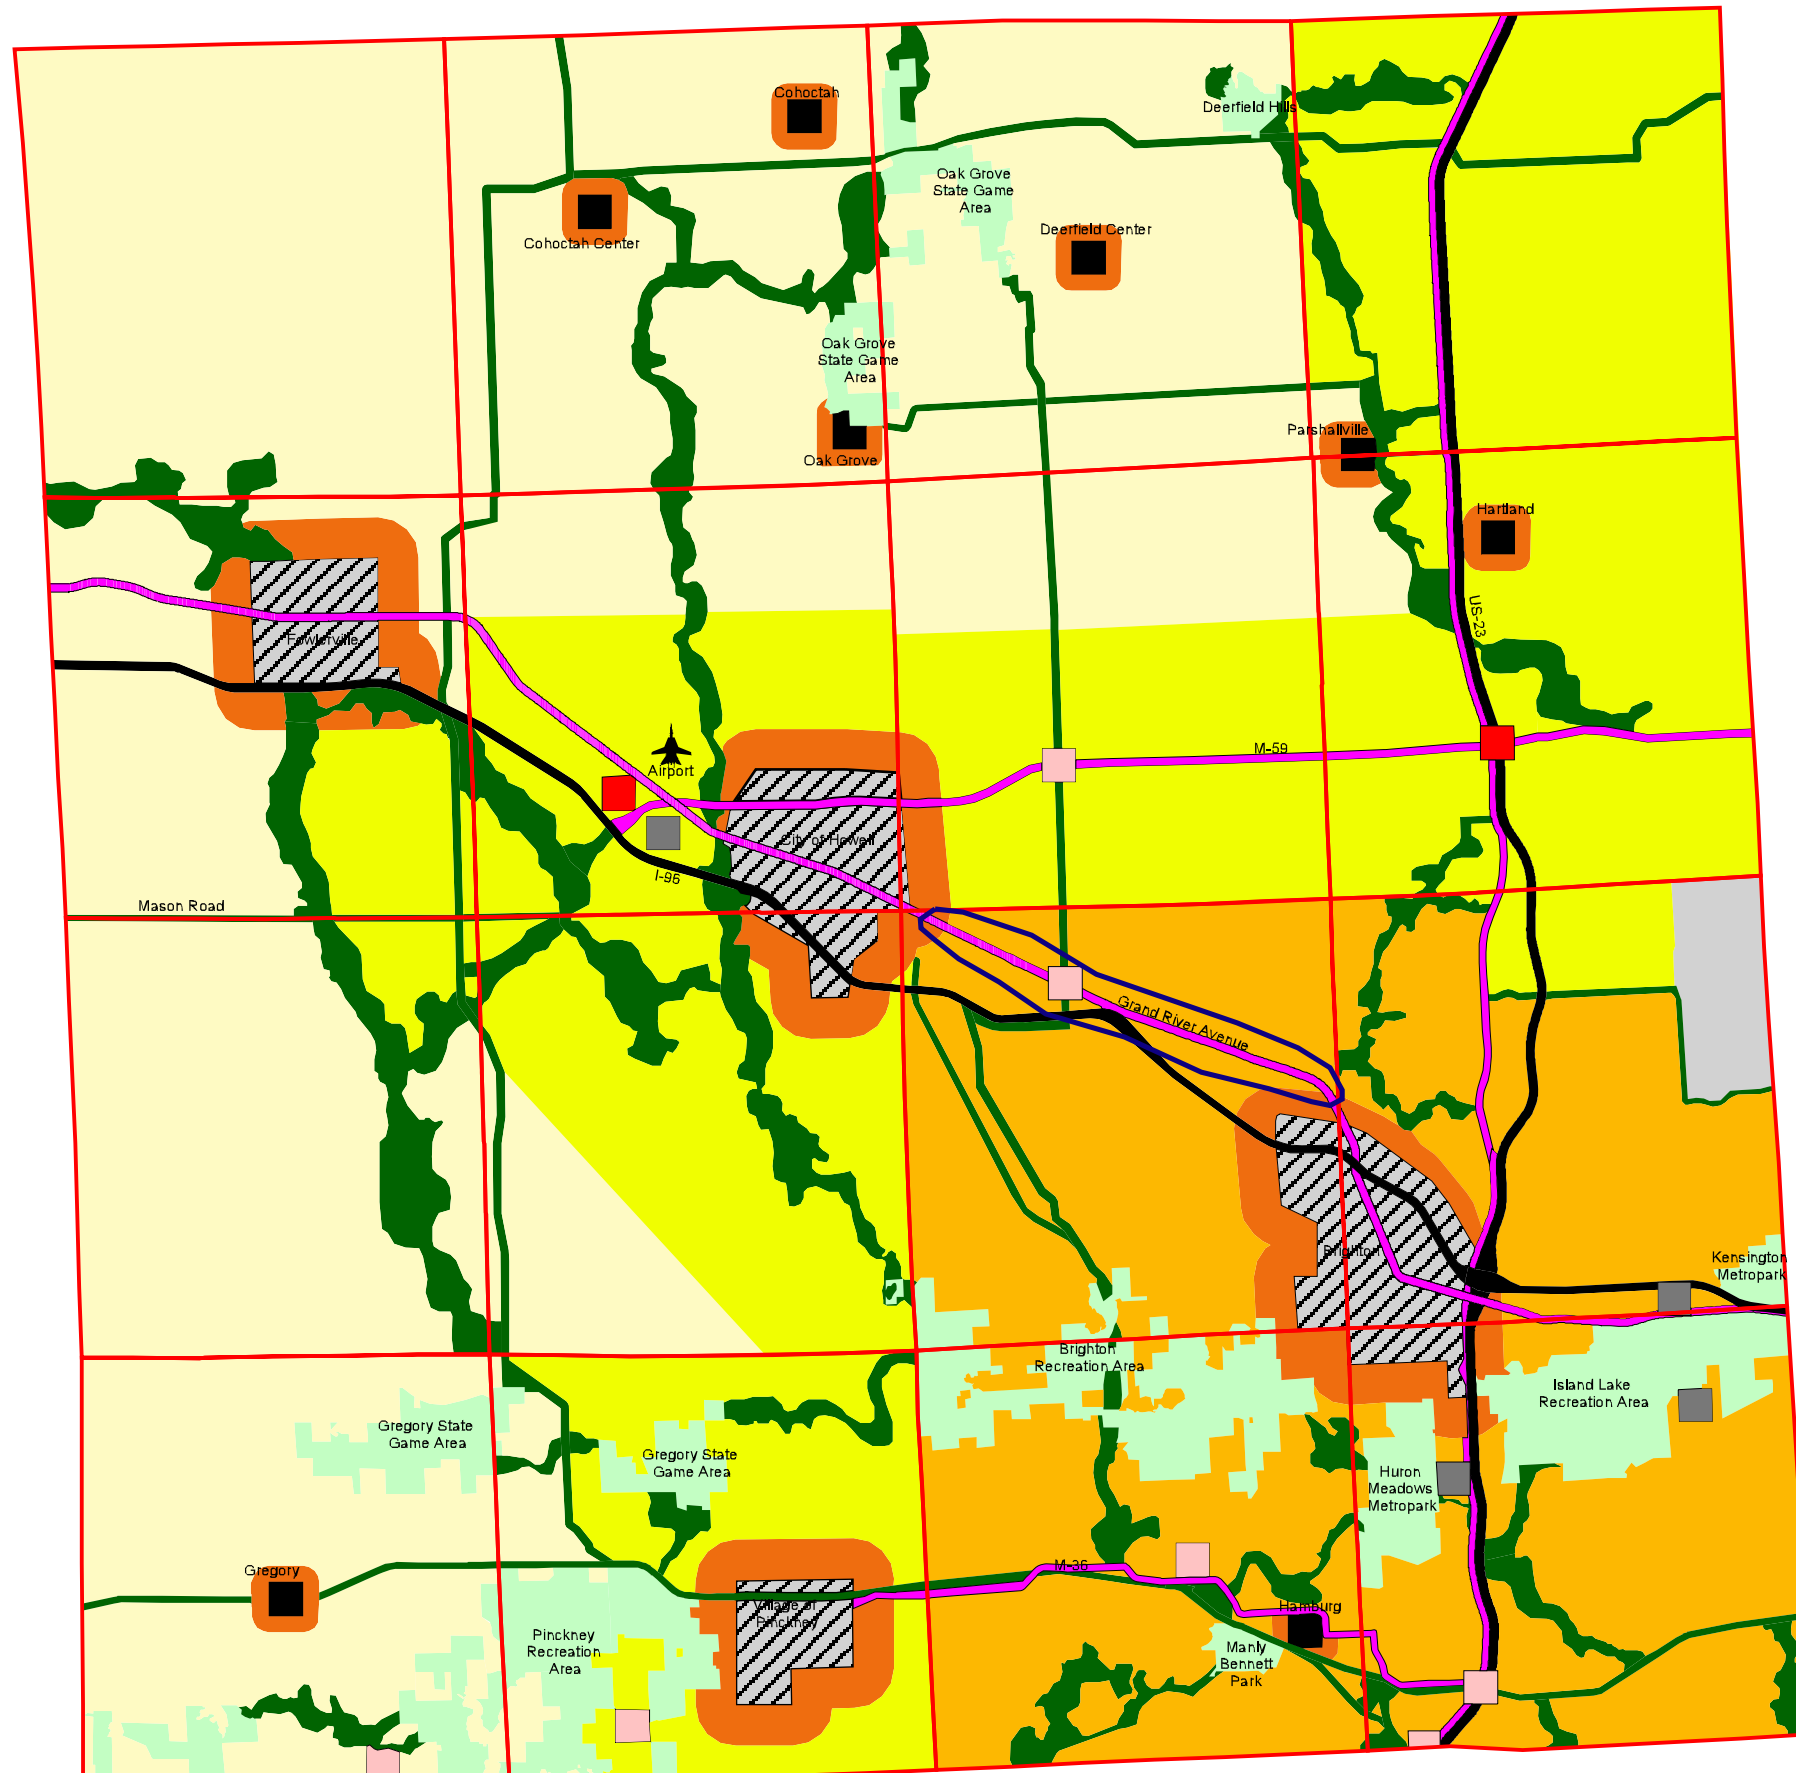 Cohoctah
Deerfield Hills
Oak Grove
State Game
Area
Cohoctah Center
Deerfield Center
Oak Grove
State Game
Area
Oak Grove
Parshallville
Hartland
US-23
Fowlerville
M-59
Airport
City of Howell
I-96
Mason Road
Grand River Avenue
Brighton
Kensington
Metropark
Brighton
Recreation Area
Island Lake
Recreation Area
Gregory State
Game Area
Gregory State
Game Area
Huron
Meadows
Metropark
M-36
Gregory
Village of
Pinckney
Hamburg
Pinckney
Recreation
Area
Manly
Bennett
Park